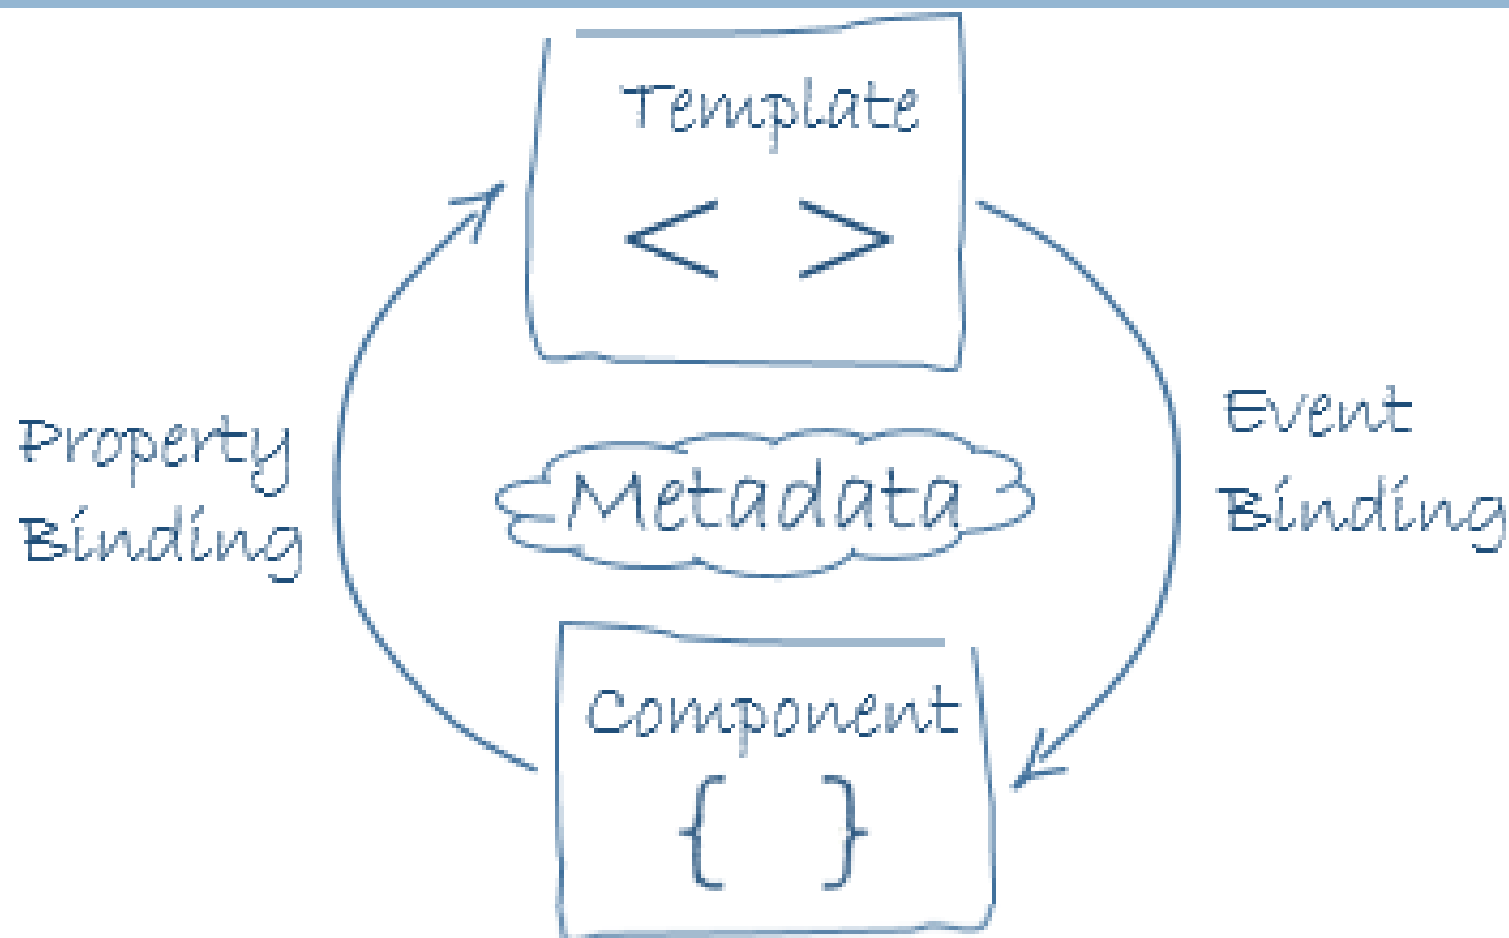 Template
< >
Property
Binding
Event
Binding
Metadata
Component
{ }